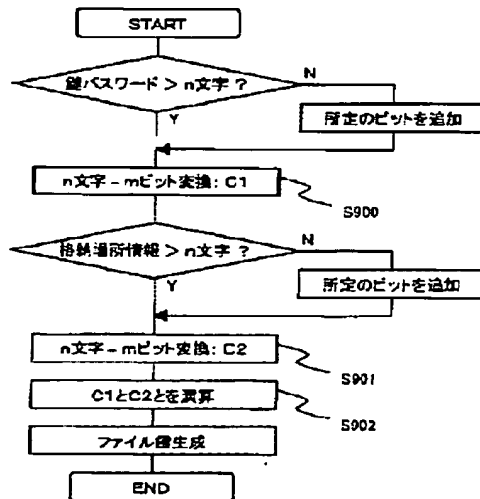 START
鍵パスワード > n文字 ?
N
Y
所定のビットを追加
n文字 – mビット変換: C1
S900
格納場所情報 > n文字 ?
N
Y
所定のビットを追加
n文字 – mビット変換: C2
S901
C1とC2とを演算
S902
ファイル鍵生成
END